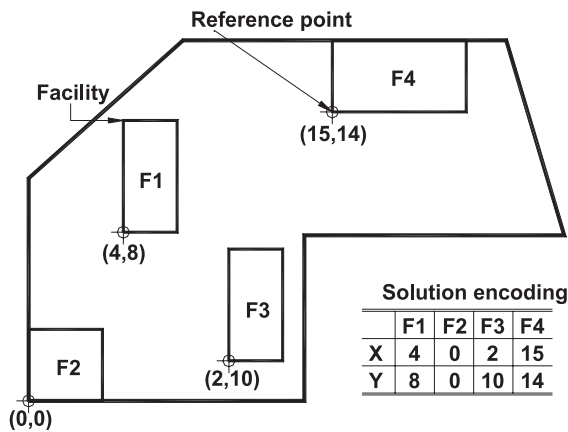 Reference point
Facility
F4
(15,14)
F1
(4,8)
F3
(2,10)
F2
(0,0)
Solution encoding
F1 F2 F3 F4
X 4 0 2 15
Y 8 0 10 14